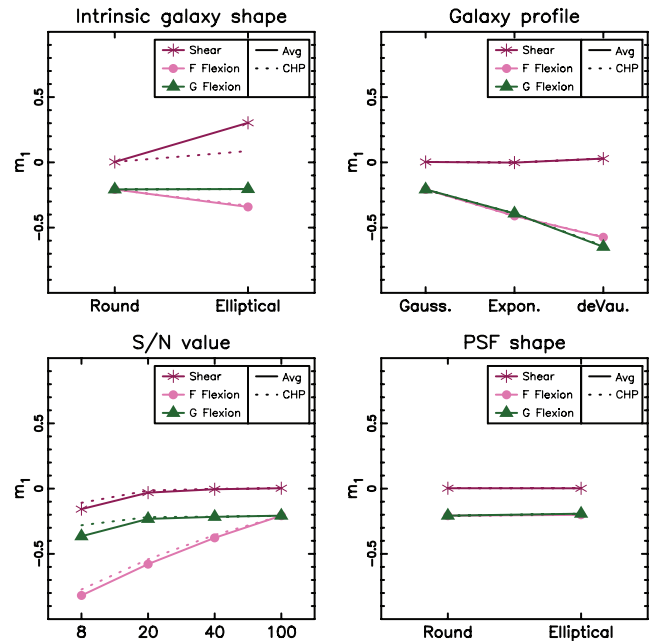 Intrinsic galaxy shape
Shear
F Flexion
G Flexion
Avg
CHP
m1
0.5
0
−0.5
Round
Elliptical
Galaxy profile
Shear
F Flexion
G Flexion
Avg
CHP
m1
0.5
0
−0.5
Gauss.
Expon.
deVau.
S/N value
Shear
F Flexion
G Flexion
Avg
CHP
m1
0.5
0
−0.5
8
20
40
100
PSF shape
Shear
F Flexion
G Flexion
Avg
CHP
m1
0.5
0
−0.5
Round
Elliptical